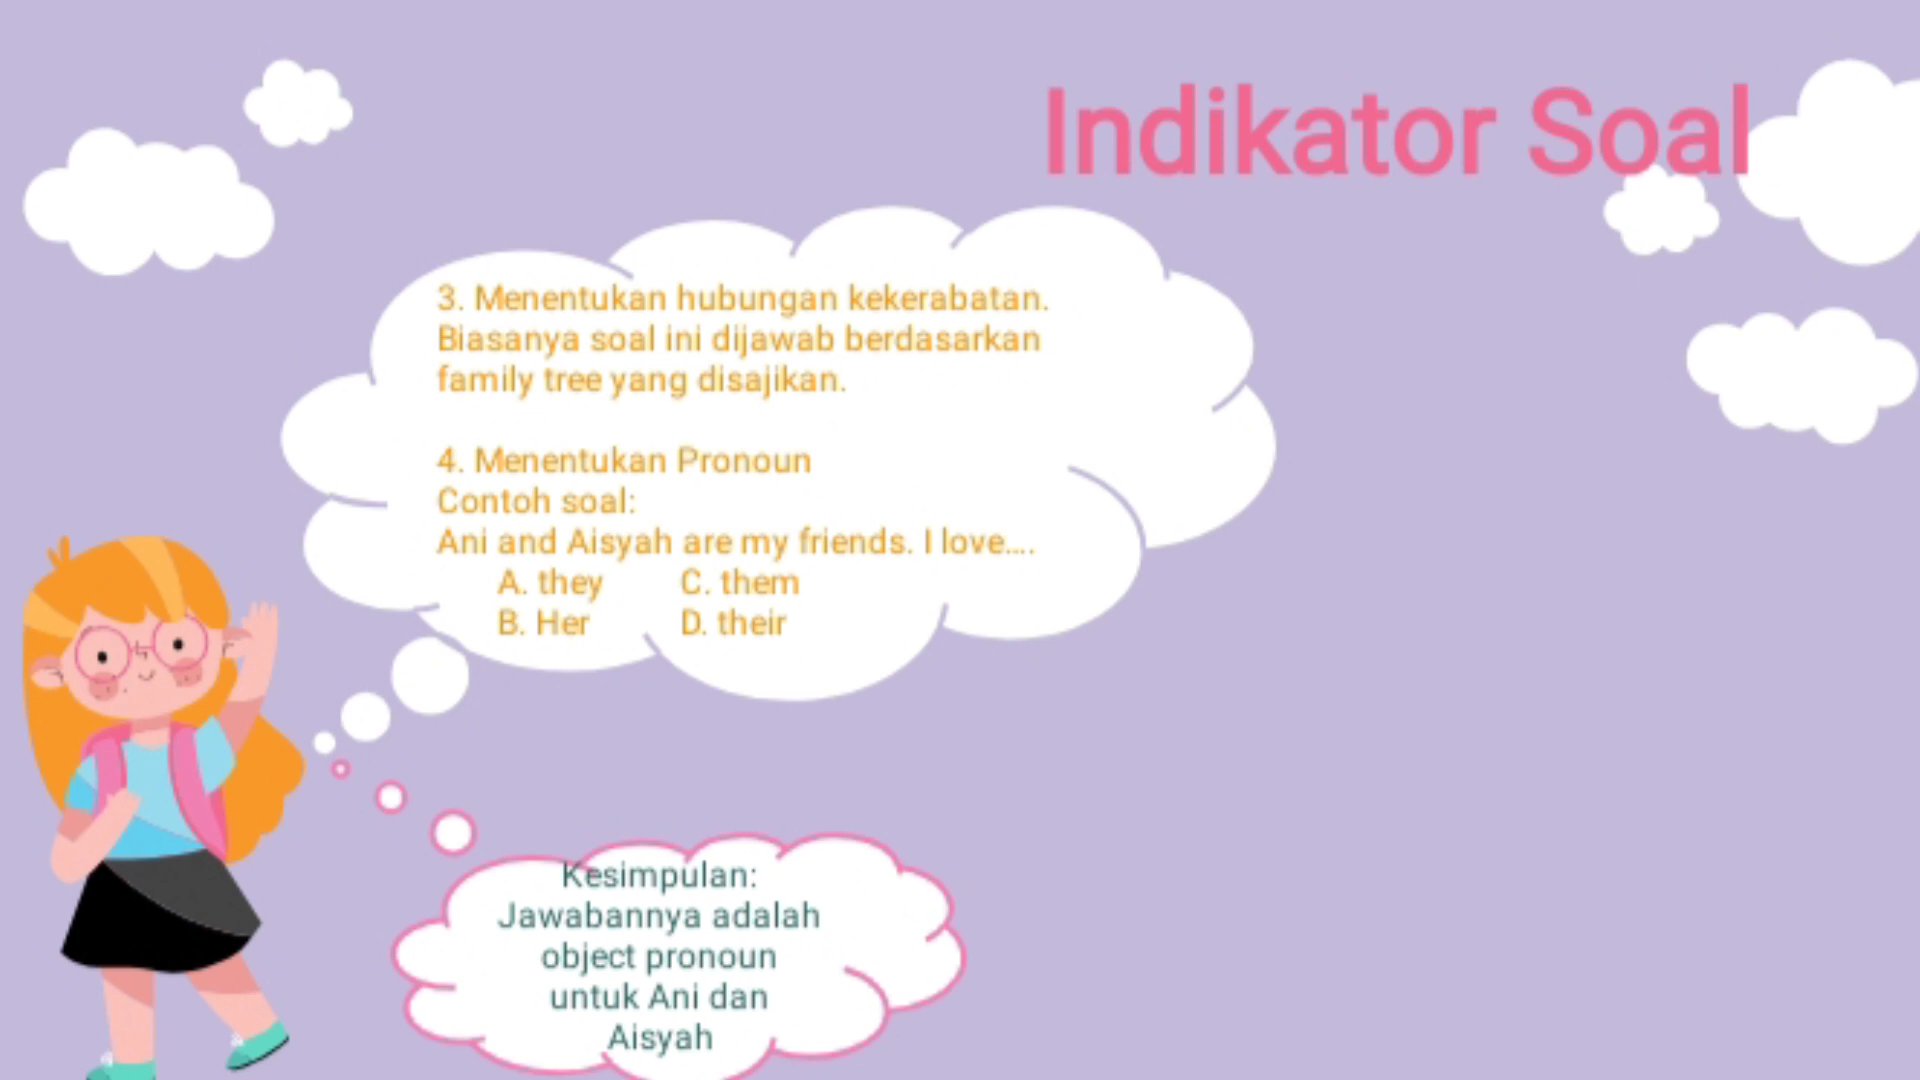 Indikator Soal
3. Menentukan hubungan kekerabatan.
Biasanya soal ini dijawab berdasarkan
family tree yang disajikan.
4. Menentukan Pronoun
Contoh soal:
Ani and Aisyah are my friends. I love....
A. they C. them
B. Her D. their
Kesimpulan:
Jawabannya adalah
object pronoun
untuk Ani dan
Aisyah